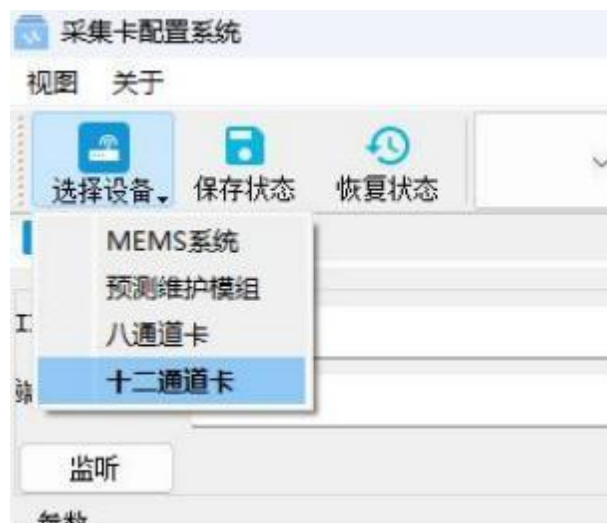 采集卡配置系统
视图 关于
选择设备 保存状态 恢复状态
MEMS系统
预测维护模组
八通道卡
十二通道卡
监听
参数